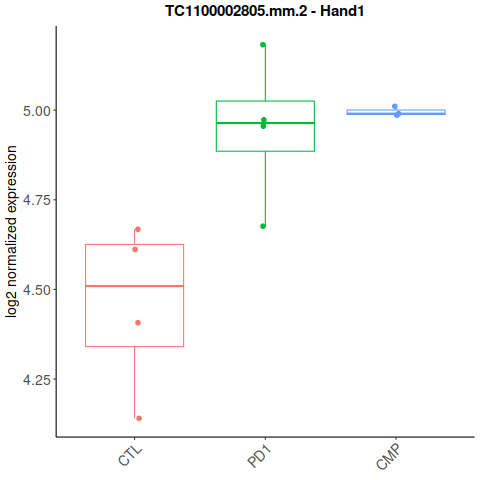 TC1100002805.mm.2 - Hand1
log2 normalized expression
5.00
4.75
4.50
4.25
CTL
PD1
CMP